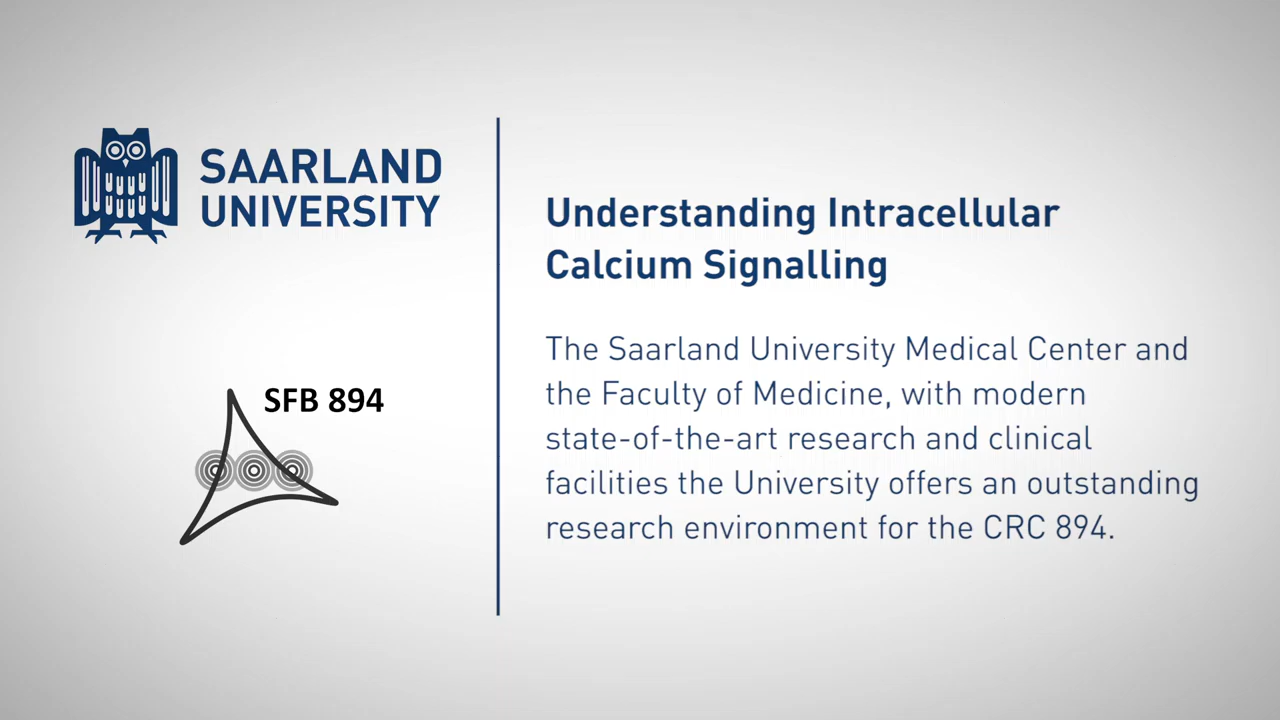 SAARLAND
UNIVERSITY
SFB 894
Understanding Intracellular
Calcium Signalling
The Saarland University Medical Center and
the Faculty of Medicine, with modern
state-of-the-art research and clinical
facilities the University offers an outstanding
research environment for the CRC 894.